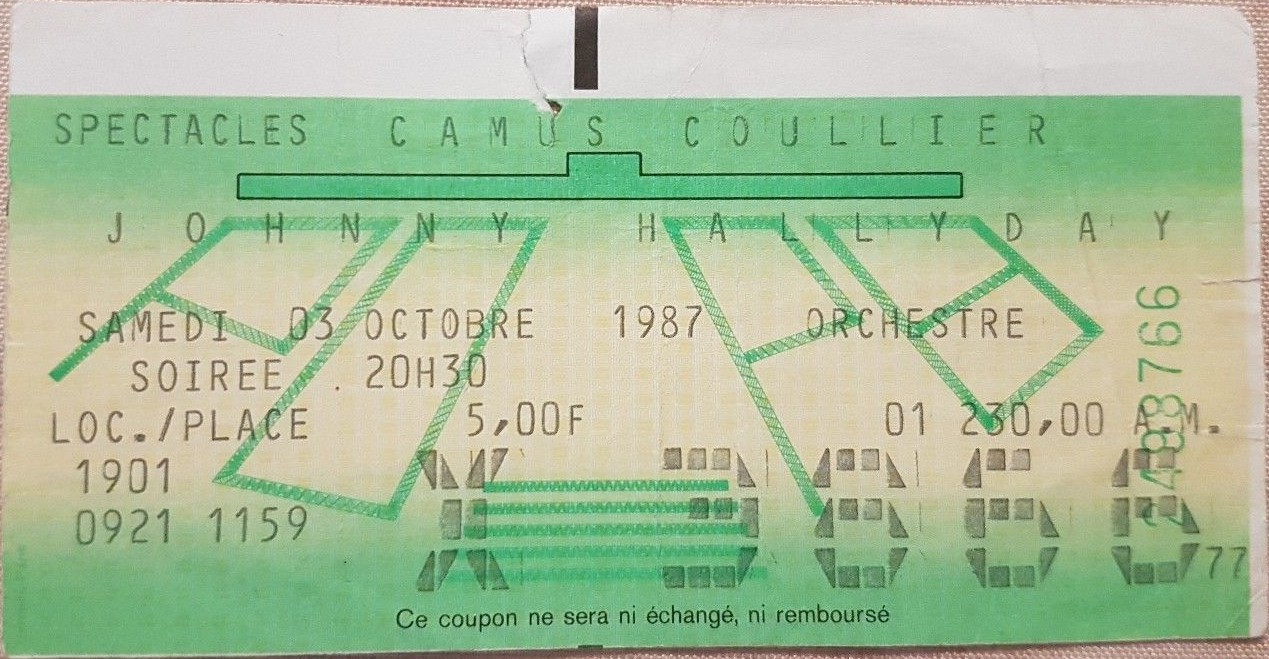 SPECTACLES CAMUS COULLIER
JOHNNY HALLYDAY
SAMEDI 03 OCTOBRE 1987 ORCHESTRE
SOIREE . 20H30
LOC./PLACE 5,00F 01 230,00 A.M.
1901
0921 1159
77
Ce coupon ne sera ni échangé, ni remboursé